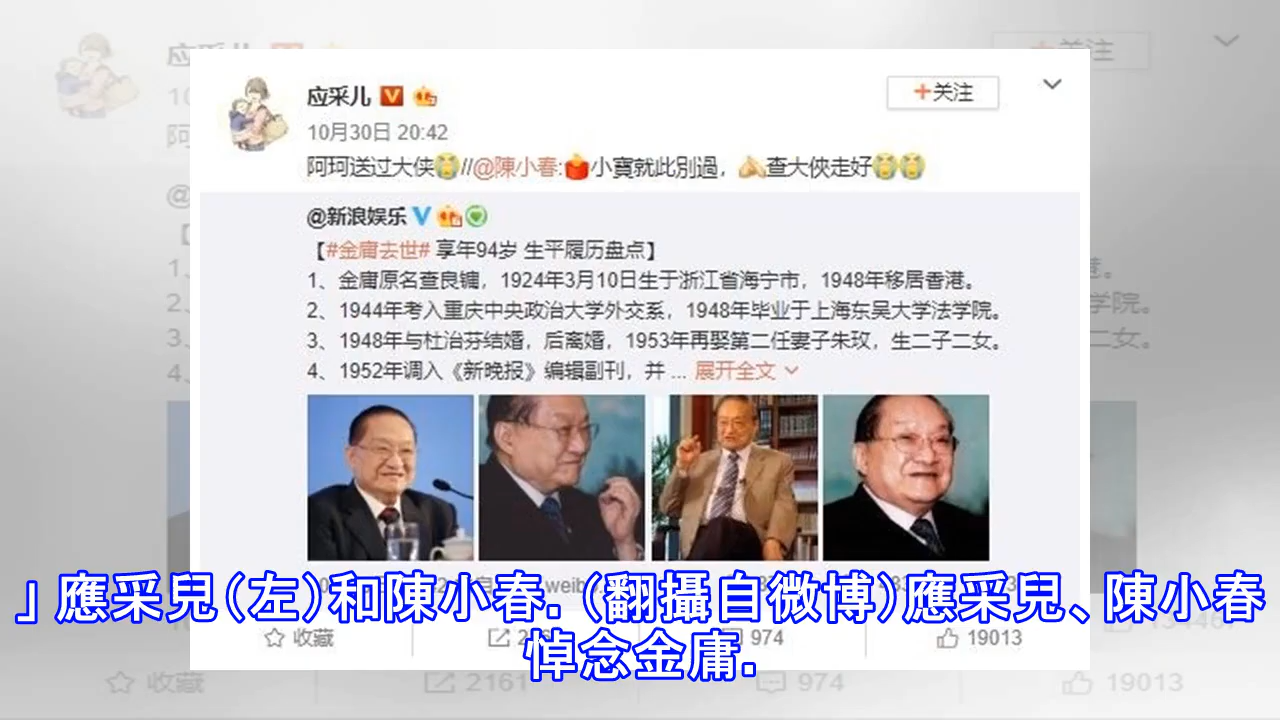 应采儿
+关注
10月30日 20:42
阿珂送过大侠//@陳小春:小寶就此別過，查大俠走好
@新浪娱乐
【#金庸去世# 享年94岁 生平履历盘点】
1、金庸原名查良镛，1924年3月10日生于浙江省海宁市，1948年移居香港。
2、1944年考入重庆中央政治大学外交系，1948年毕业于上海东吴大学法学院。
3、1948年与杜治芬结婚，后离婚，1953年再娶第二任妻子朱玫，生二子二女。
4、1952年调入《新晚报》编辑副刊，并 ... 展开全文
」應采兒(左)和陳小春.(翻攝自微博)應采兒、陳小春
悼念金庸.
收藏
974
19013
收藏
2161
974
19013